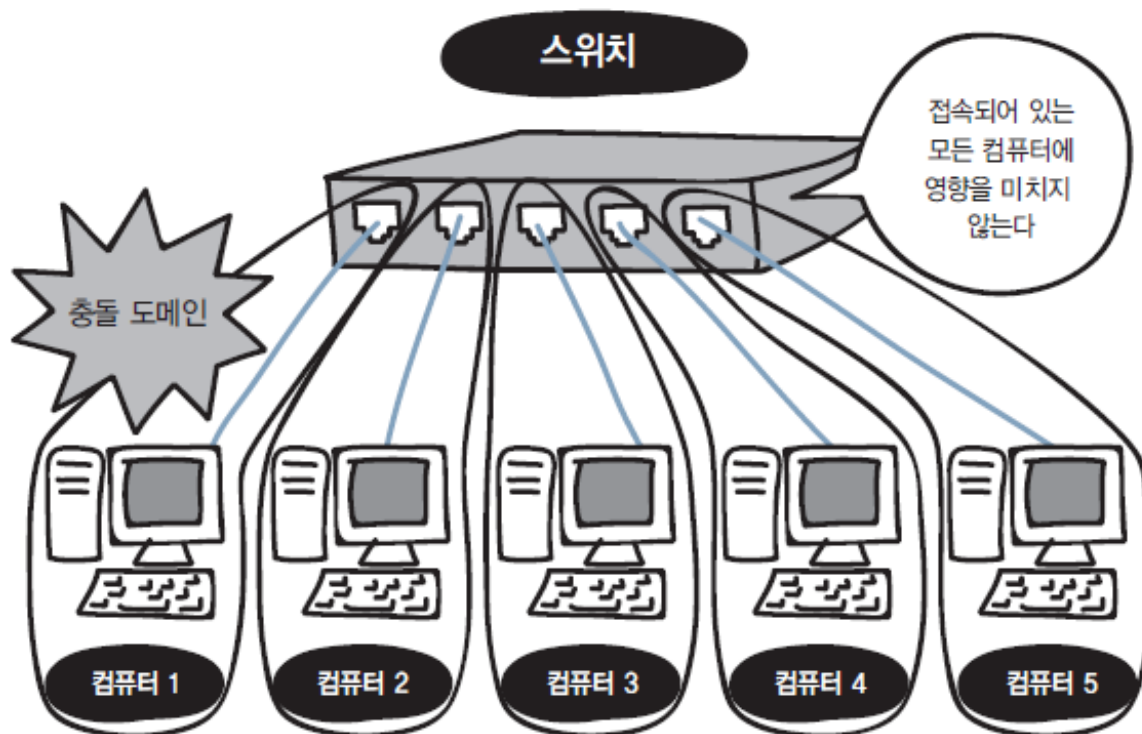 스위치
접속되어 있는
모든 컴퓨터에
영향을 미치지
않는다
충돌 도메인
컴퓨터 1
컴퓨터 2
컴퓨터 3
컴퓨터 4
컴퓨터 5